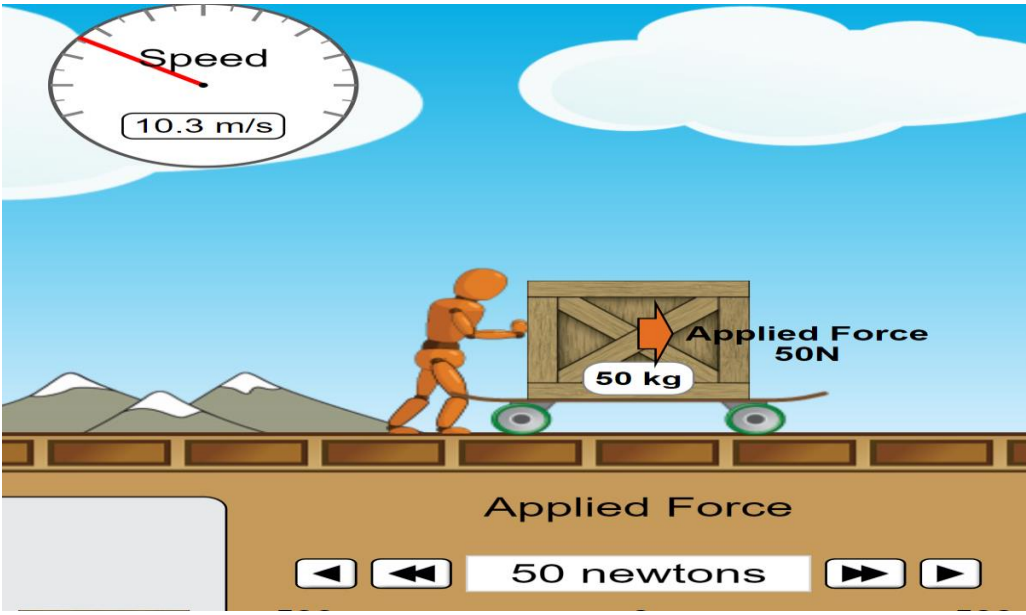 Speed
10.3 m/s
Applied Force
50N
50 kg
Applied Force
50 newtons